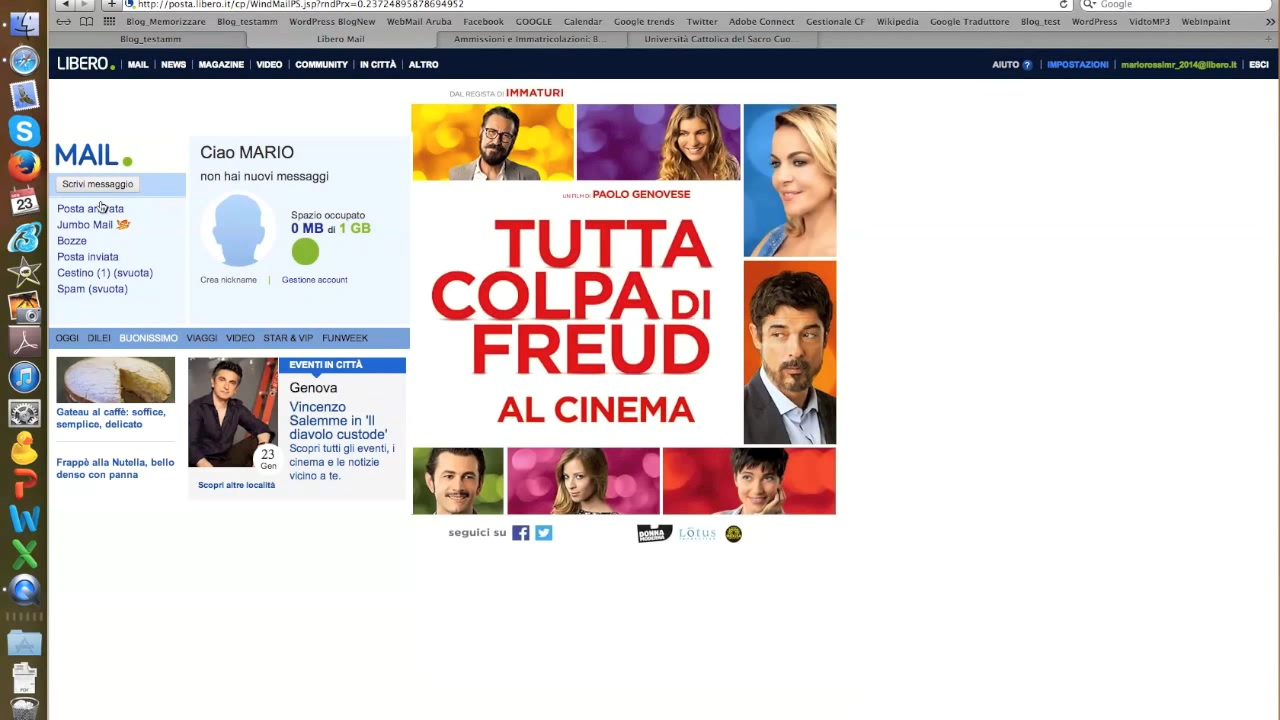 http://posta.libero.it/cp/WindMailPS.jsp?rndPrx=0.23724895878694952
Google
Blog_Memorizzare Blog_testamm WordPress BlogNew WebMail Aruba Facebook GOOGLE Calendar Google trends Twitter Adobe Connect Gestionale CF Wikipedia Google Traduttore Blog_test WordPress VidtoMP3 WebInpaint
Blog_testamm Libero Mail Ammissioni e Immatricolazioni: B... Università Cattolica del Sacro Cuo...
LIBERO. MAIL NEWS MAGAZINE VIDEO COMMUNITY IN CITTÀ ALTRO AIUTO ? IMPOSTAZIONI mariorossimr_2014@libero.it ESCI
DAL REGISTA DI IMMATURI
MAIL.
Scrivi messaggio
Posta arrivata
Jumbo Mail
Bozze
Posta inviata
Cestino (1) (svuota)
Spam (svuota)
Ciao MARIO
non hai nuovi messaggi
Spazio occupato
0 MB di 1 GB
Crea nickname | Gestione account
UN FILM DI PAOLO GENOVESE
TUTTA
COLPA DI
FREUD
AL CINEMA
OGGI DILEI BUONISSIMO VIAGGI VIDEO STAR & VIP FUNWEEK
Gateau al caffè: soffice,
semplice, delicato
Frappè alla Nutella, bello
denso con panna
23
Gen
Scopri altre località
EVENTI IN CITTÀ
Genova
Vincenzo
Salemme in 'Il
diavolo custode'
Scopri tutti gli eventi, i
cinema e le notizie
vicino a te.
seguici su
DONNA
MODERNA
Lötus
23